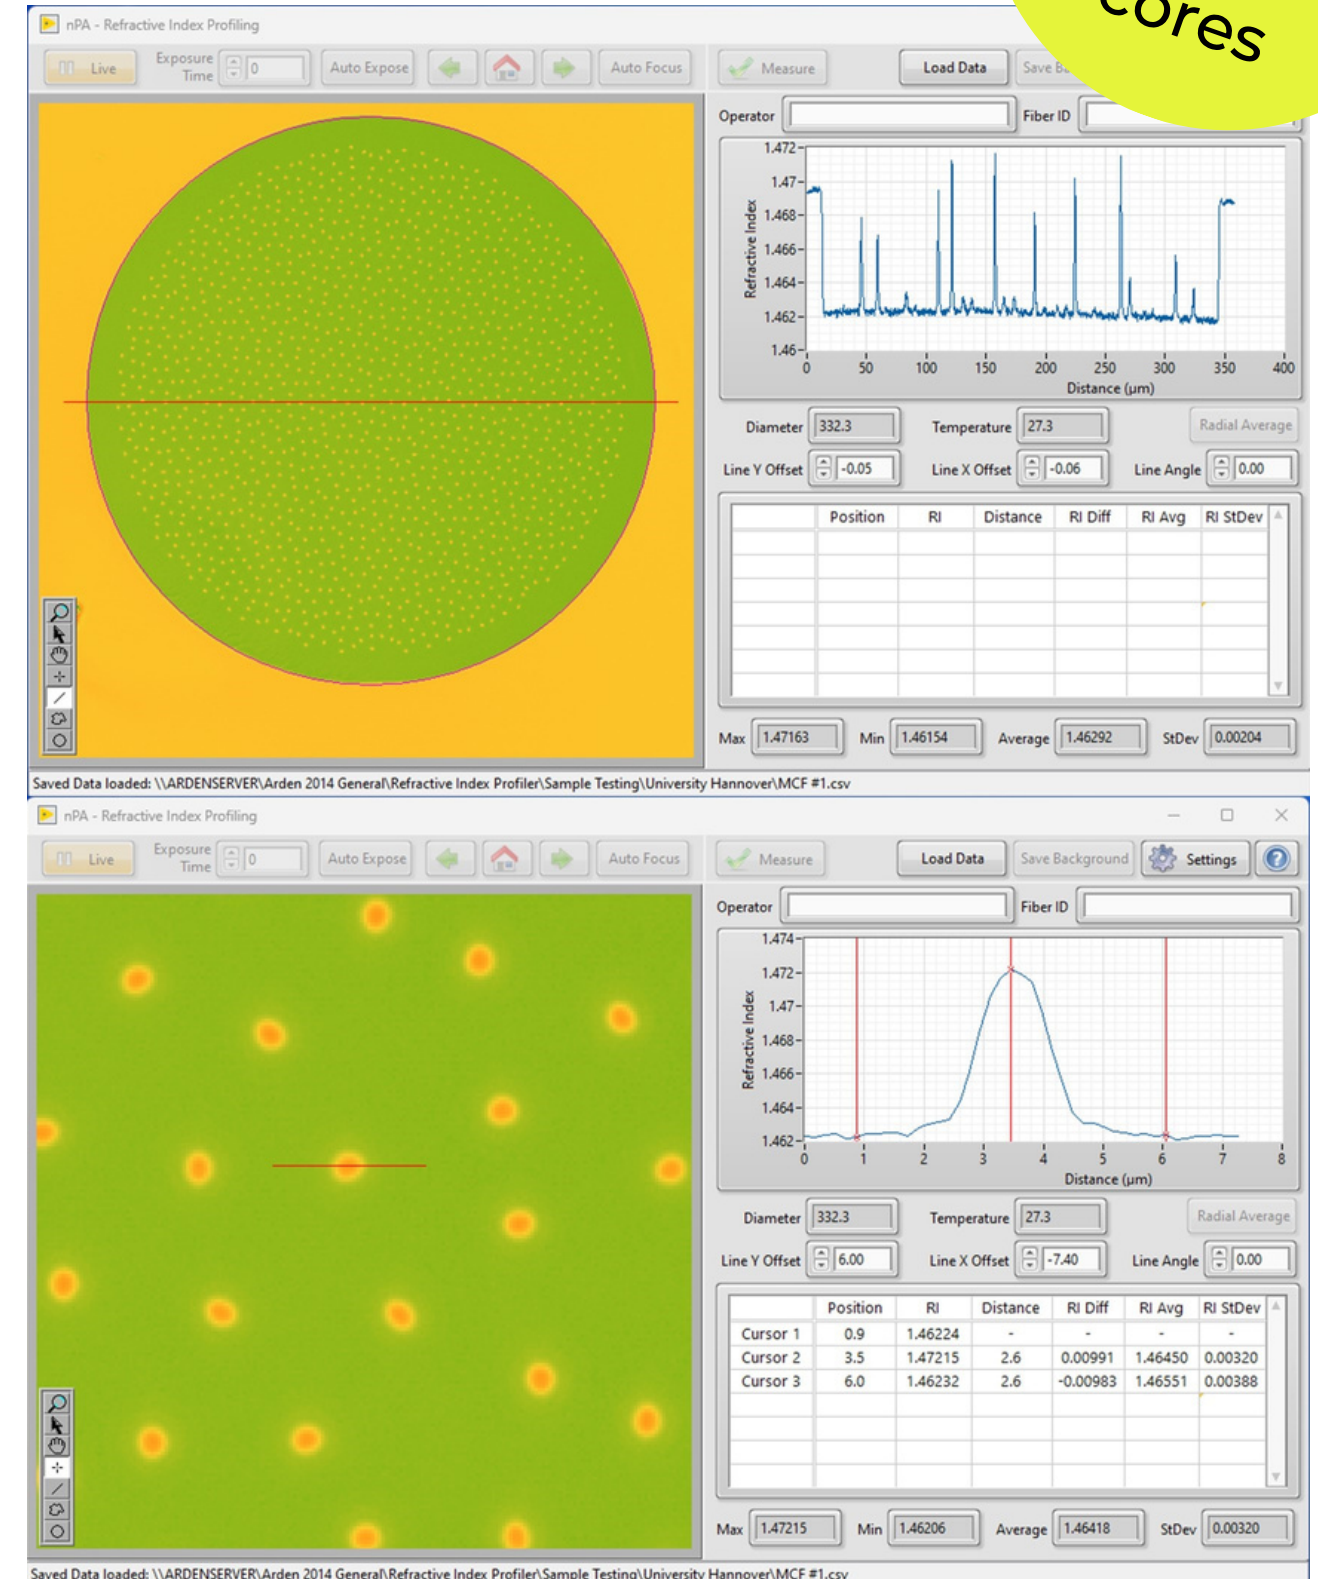 cores
nPA - Refractive Index Profiling
Live Exposure Time 0 Auto Expose Auto Focus Measure Load Data Save
Operator Fiber ID
1.472
1.47
1.468
1.466
1.464
1.462
1.46
Refractive Index
0 50 100 150 200 250 300 350 400
Distance (µm)
Diameter 332.3 Temperature 27.3 Radial Average
Line Y Offset -0.05 Line X Offset -0.06 Line Angle 0.00
Position RI Distance RI Diff RI Avg RI StDev
Max 1.47163 Min 1.46154 Average 1.46292 StDev 0.00204
Saved Data loaded: \\ARDENSERVER\Arden 2014 General\Refractive Index Profiler\Sample Testing\University Hannover\MCF #1.csv
nPA - Refractive Index Profiling
Live Exposure Time 0 Auto Expose Auto Focus Measure Load Data Save Background Settings ?
Operator Fiber ID
1.474
1.472
1.47
1.468
1.466
1.464
1.462
Refractive Index
0 1 2 3 4 5 6 7 8
Distance (µm)
Diameter 332.3 Temperature 27.3 Radial Average
Line Y Offset 6.00 Line X Offset -7.40 Line Angle 0.00
Position RI Distance RI Diff RI Avg RI StDev
Cursor 1 0.9 1.46224 - - - -
Cursor 2 3.5 1.47215 2.6 0.00991 1.46450 0.00320
Cursor 3 6.0 1.46232 2.6 -0.00983 1.46551 0.00388
Max 1.47215 Min 1.46206 Average 1.46418 StDev 0.00320
Saved Data loaded: \\ARDENSERVER\Arden 2014 General\Refractive Index Profiler\Sample Testing\University Hannover\MCF #1.csv